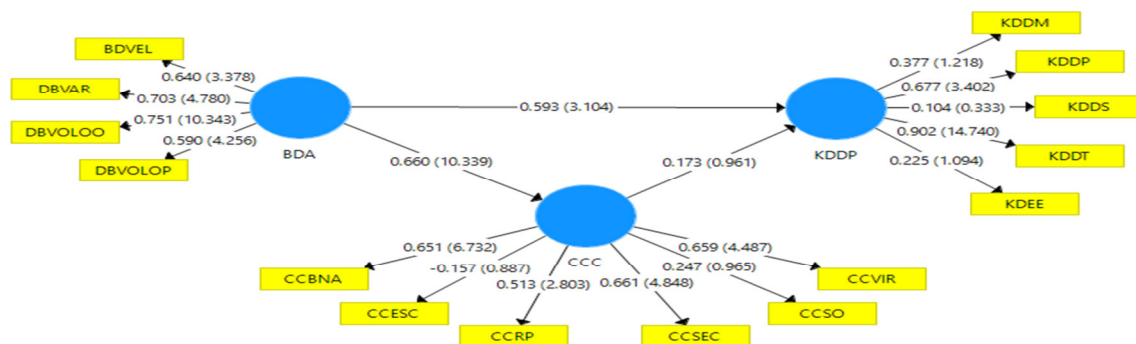 KDDM
BDVEL
0.377 (1.218)
KDDP
0.640 (3.378)
0.677 (3.402)
DBVAR
0.703 (4.780)
0.593 (3.104)
0.104 (0.333)
KDDS
0.751 (10.343)
DBVOLOO
0.902 (14.740)
0.590 (4.256)
BDA
KDDP
KDDT
DBVOLOP
0.660 (10.339)
0.173 (0.961)
0.225 (1.094)
KDEE
0.651 (6.732)
CCC
0.659 (4.487)
-0.157 (0.887)
0.247 (0.965)
CCBNA
0.513 (2.803)
0.661 (4.848)
CCVIR
CCESC
CCSO
CCRP
CCSEC